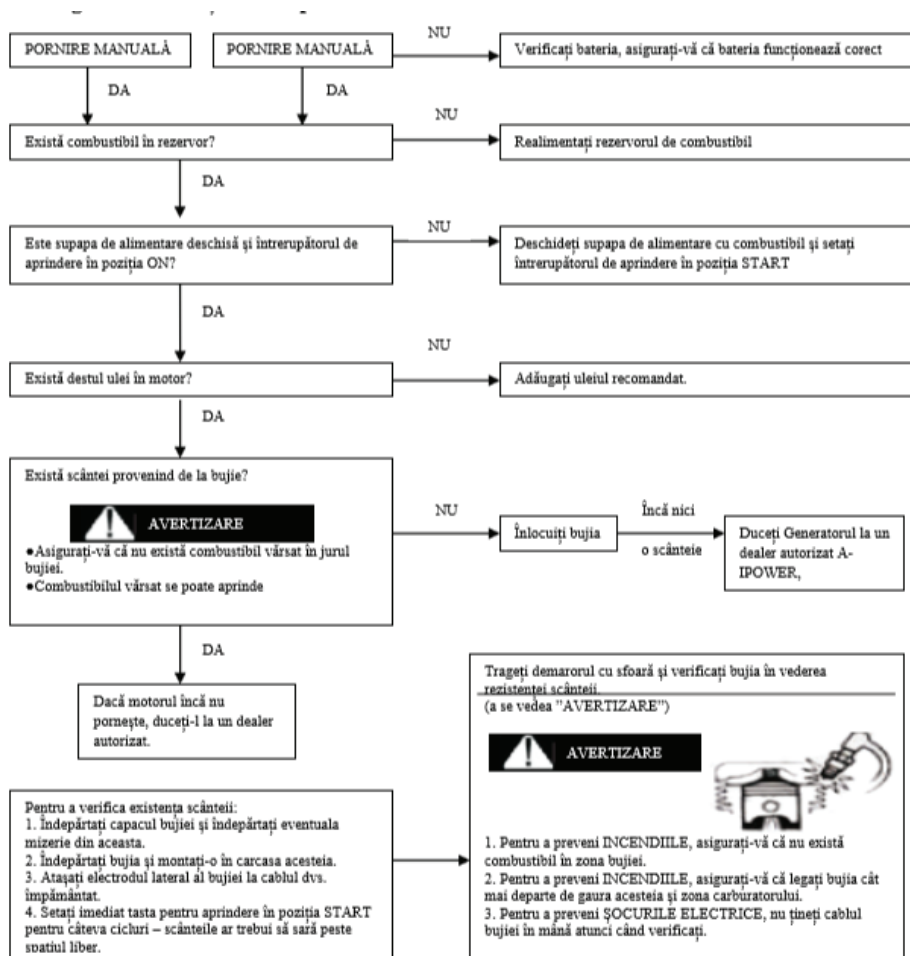 PORNIRE MANUALĂ
PORNIRE MANUALĂ
NU
Verificați bateria, asigurați-vă că bateria funcționează corect
DA
DA
NU
Există combustibil în rezervor?
Realimentați rezervorul de combustibil
DA
NU
Este supapa de alimentare deschisă și întrerupătorul de
aprindere în poziția ON?
Deschideți supapa de alimentare cu combustibil și setați
întrerupătorul de aprindere în poziția START
DA
NU
Există destul ulei în motor?
Adăugați uleiul recomandat.
DA
Există scântei provenind de la bujie?
AVERTIZARE
●Asigurați-vă că nu există combustibil vărsat în jurul
bujiei.
●Combustibilul vărsat se poate aprinde
NU
Înlocuiți bujia
Încă nici
o scânteie
Duceți Generatorul la un
dealer autorizat A-
IPOWER,
DA
Dacă motorul încă nu
pornește, duceți-l la un dealer
autorizat.
Trageți demarorul cu sfoară și verificați bujia în vederea
rezistenței scânteii
(a se vedea ”AVERTIZARE”)
AVERTIZARE
1. Pentru a preveni INCENDIILE, asigurați-vă că nu există
combustibil în zona bujiei.
2. Pentru a preveni INCENDIILE, asigurați-vă că legați bujia cât
mai departe de gaura acesteia și zona carburatorului.
3. Pentru a preveni ȘOCURILE ELECTRICE, nu țineți cablul
bujiei în mână atunci când verificați.
Pentru a verifica existența scânteii:
1. Îndepărtați capacul bujiei și îndepărtați eventuala
mizerie din aceasta.
2. Îndepărtați bujia și montați-o în carcasa acesteia.
3. Atașați electrodul lateral al bujiei la cablul dvs.
împământat.
4. Setați imediat tasta pentru aprindere în poziția START
pentru câteva cicluri – scânteile ar trebui să sară peste
spațiul liber.